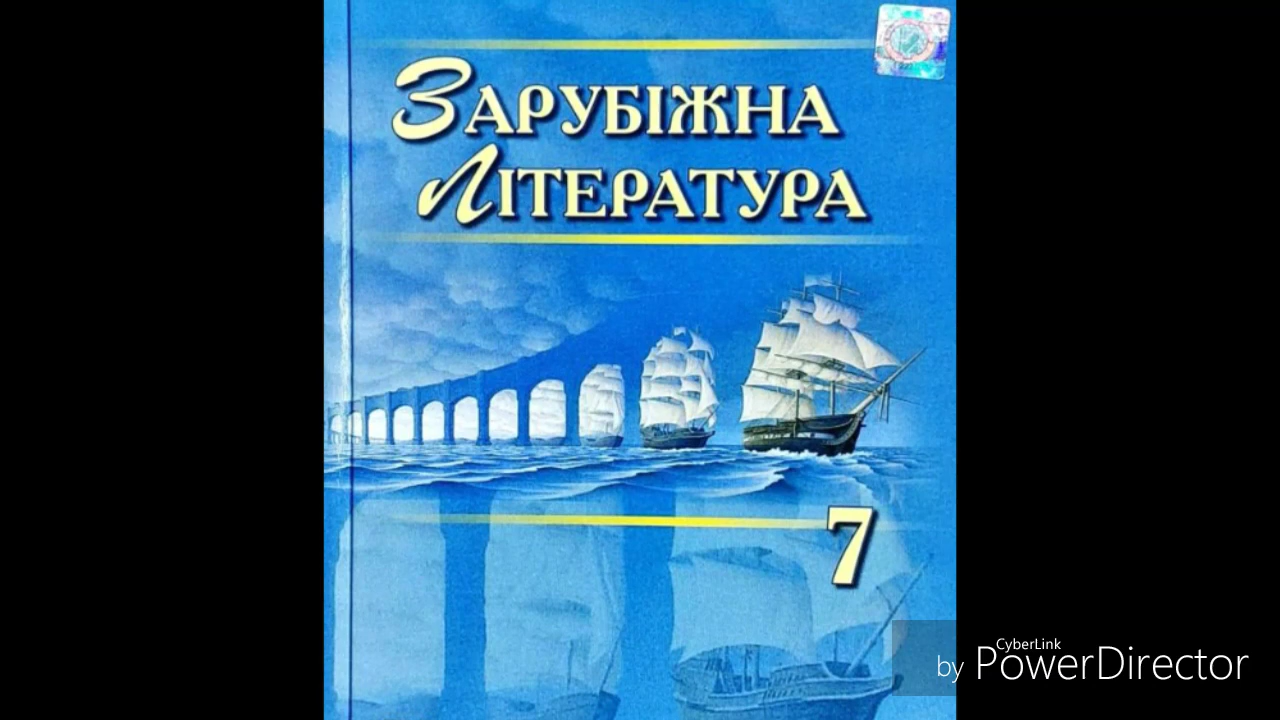 Зарубіжна
Література
7
CyberLink
by PowerDirector